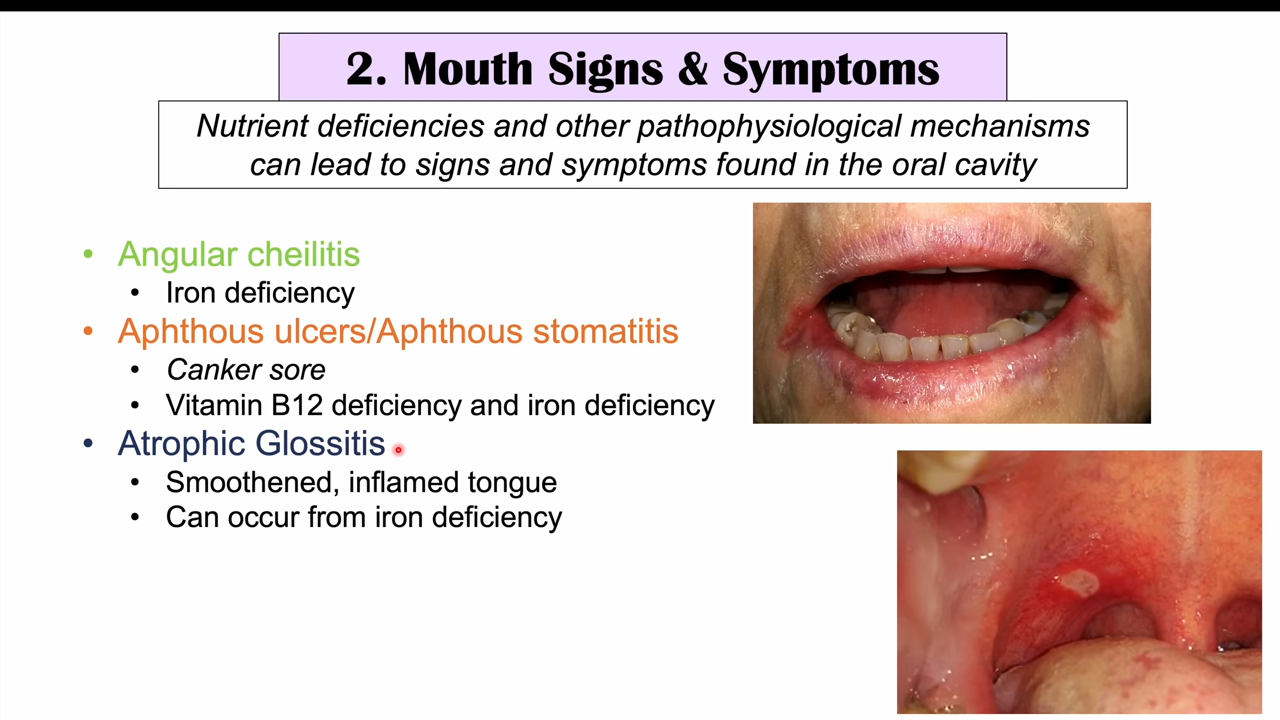 2. Mouth Signs & Symptoms
Nutrient deficiencies and other pathophysiological mechanisms
can lead to signs and symptoms found in the oral cavity
• Angular cheilitis
• Iron deficiency
• Aphthous ulcers/Aphthous stomatitis
• Canker sore
• Vitamin B12 deficiency and iron deficiency
• Atrophic Glossitis
• Smoothened, inflamed tongue
• Can occur from iron deficiency